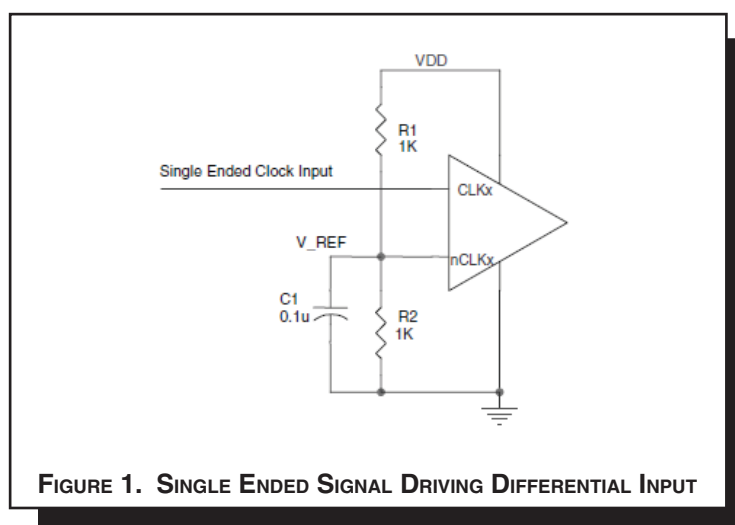 VDD
R1
1K
Single Ended Clock Input
CLKx
V_REF
nCLKx
C1
0.1u
R2
1K
FIGURE 1. SINGLE ENDED SIGNAL DRIVING DIFFERENTIAL INPUT